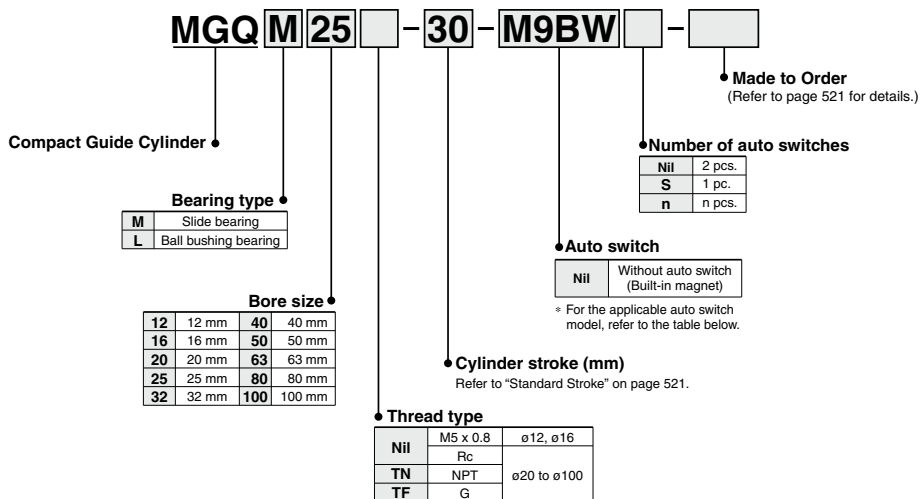 MGQ M 25 – 30 – M9BW –
Made to Order
(Refer to page 521 for details.)
Compact Guide Cylinder
Number of auto switches
Nil 2 pcs.
S 1 pc.
n n pcs.
Bearing type
M Slide bearing
L Ball bushing bearing
Auto switch
Nil Without auto switch
(Built-in magnet)
* For the applicable auto switch
model, refer to the table below.
Bore size
12 12 mm 40 40 mm
16 16 mm 50 50 mm
20 20 mm 63 63 mm
25 25 mm 80 80 mm
32 32 mm 100 100 mm
Cylinder stroke (mm)
Refer to “Standard Stroke” on page 521.
Thread type
Nil M5 x 0.8 ø12, ø16
Rc ø20 to ø100
TN NPT
TF G